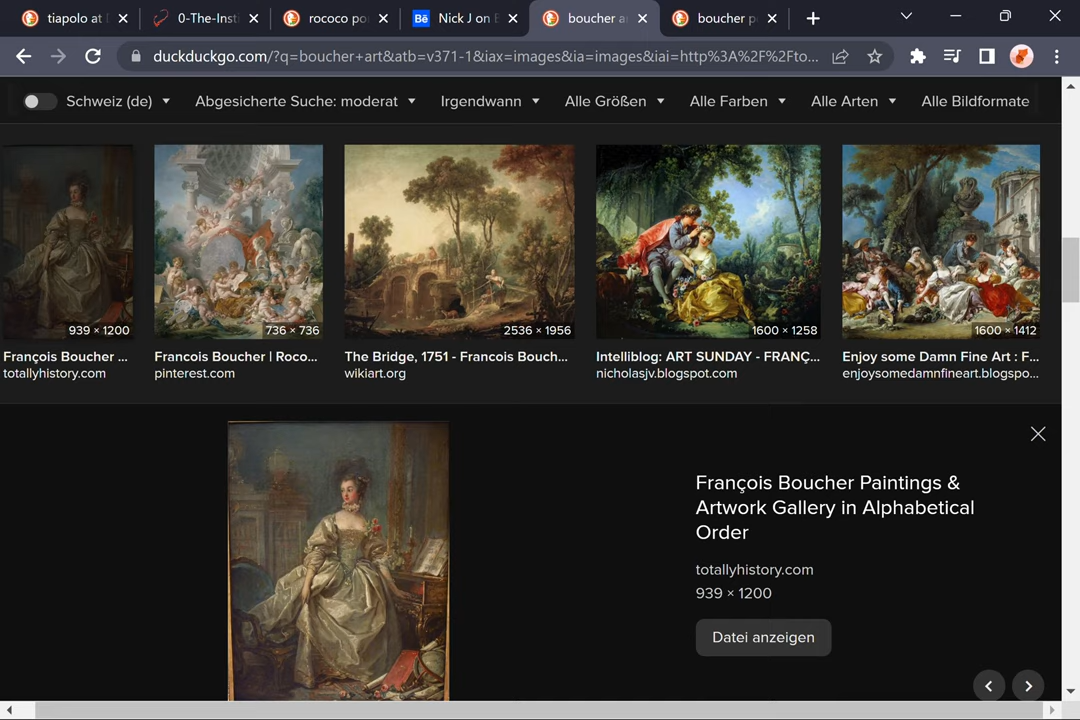 tiapolo at
0-The-Inst
rococo po
Bē
Nick J on
boucher a
boucher p
duckduckgo.com/?q=boucher+art&atb=v371-1&iax=images&ia=images&iai=http%3A%2F%2Fto...
Schweiz (de)
Abgesicherte Suche: moderat
Irgendwann
Alle Größen
Alle Farben
Alle Arten
Alle Bildformate
939 × 1200
736 × 736
2536 × 1956
1600 × 1258
1600 × 1412
François Boucher ...
Francois Boucher | Roco...
The Bridge, 1751 - Francois Bouch...
Intelliblog: ART SUNDAY - FRANÇ...
Enjoy some Damn Fine Art : F...
totallyhistory.com
pinterest.com
wikiart.org
nicholasjv.blogspot.com
enjoysomedamnfineart.blogspo...
François Boucher Paintings &
Artwork Gallery in Alphabetical
Order
totallyhistory.com
939 × 1200
Datei anzeigen